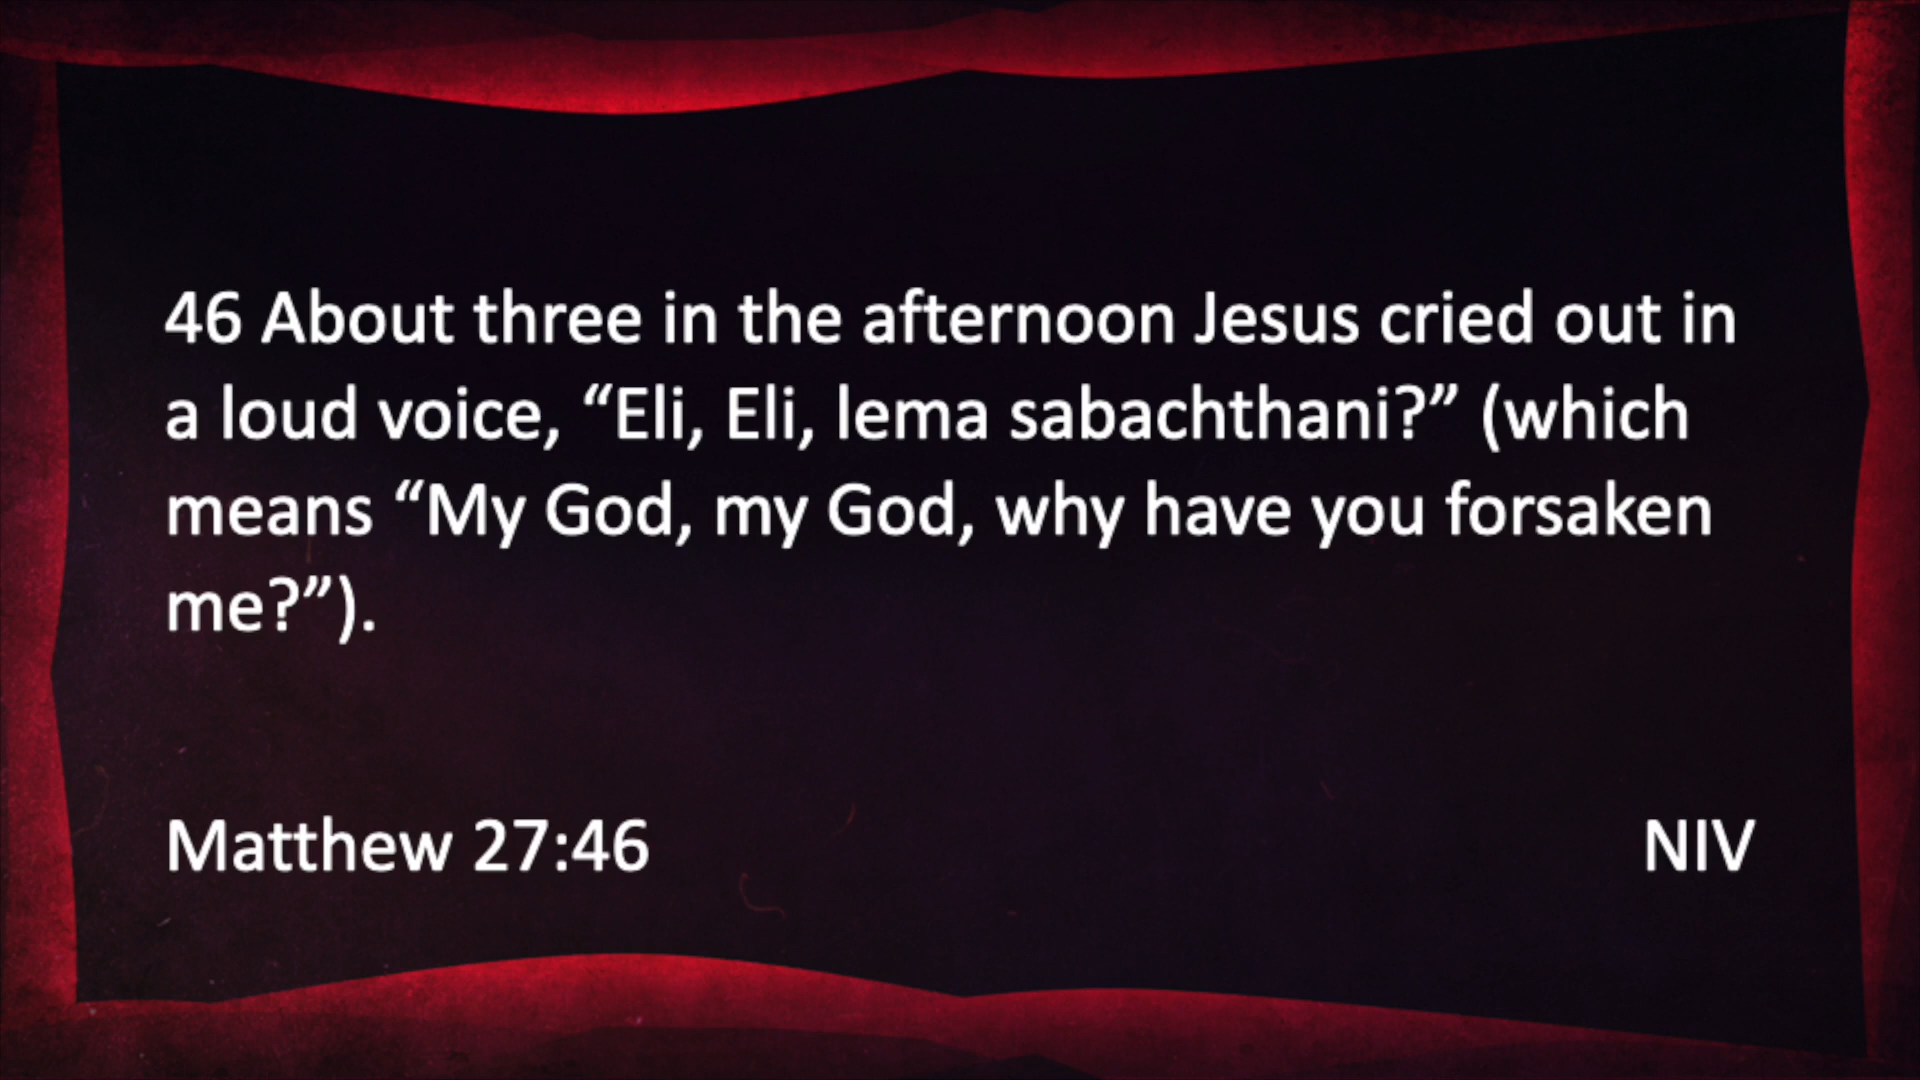 46 About three in the afternoon Jesus cried out in
a loud voice, “Eli, Eli, lema sabachthani?” (which
means “My God, my God, why have you forsaken
me?”).
Matthew 27:46
NIV